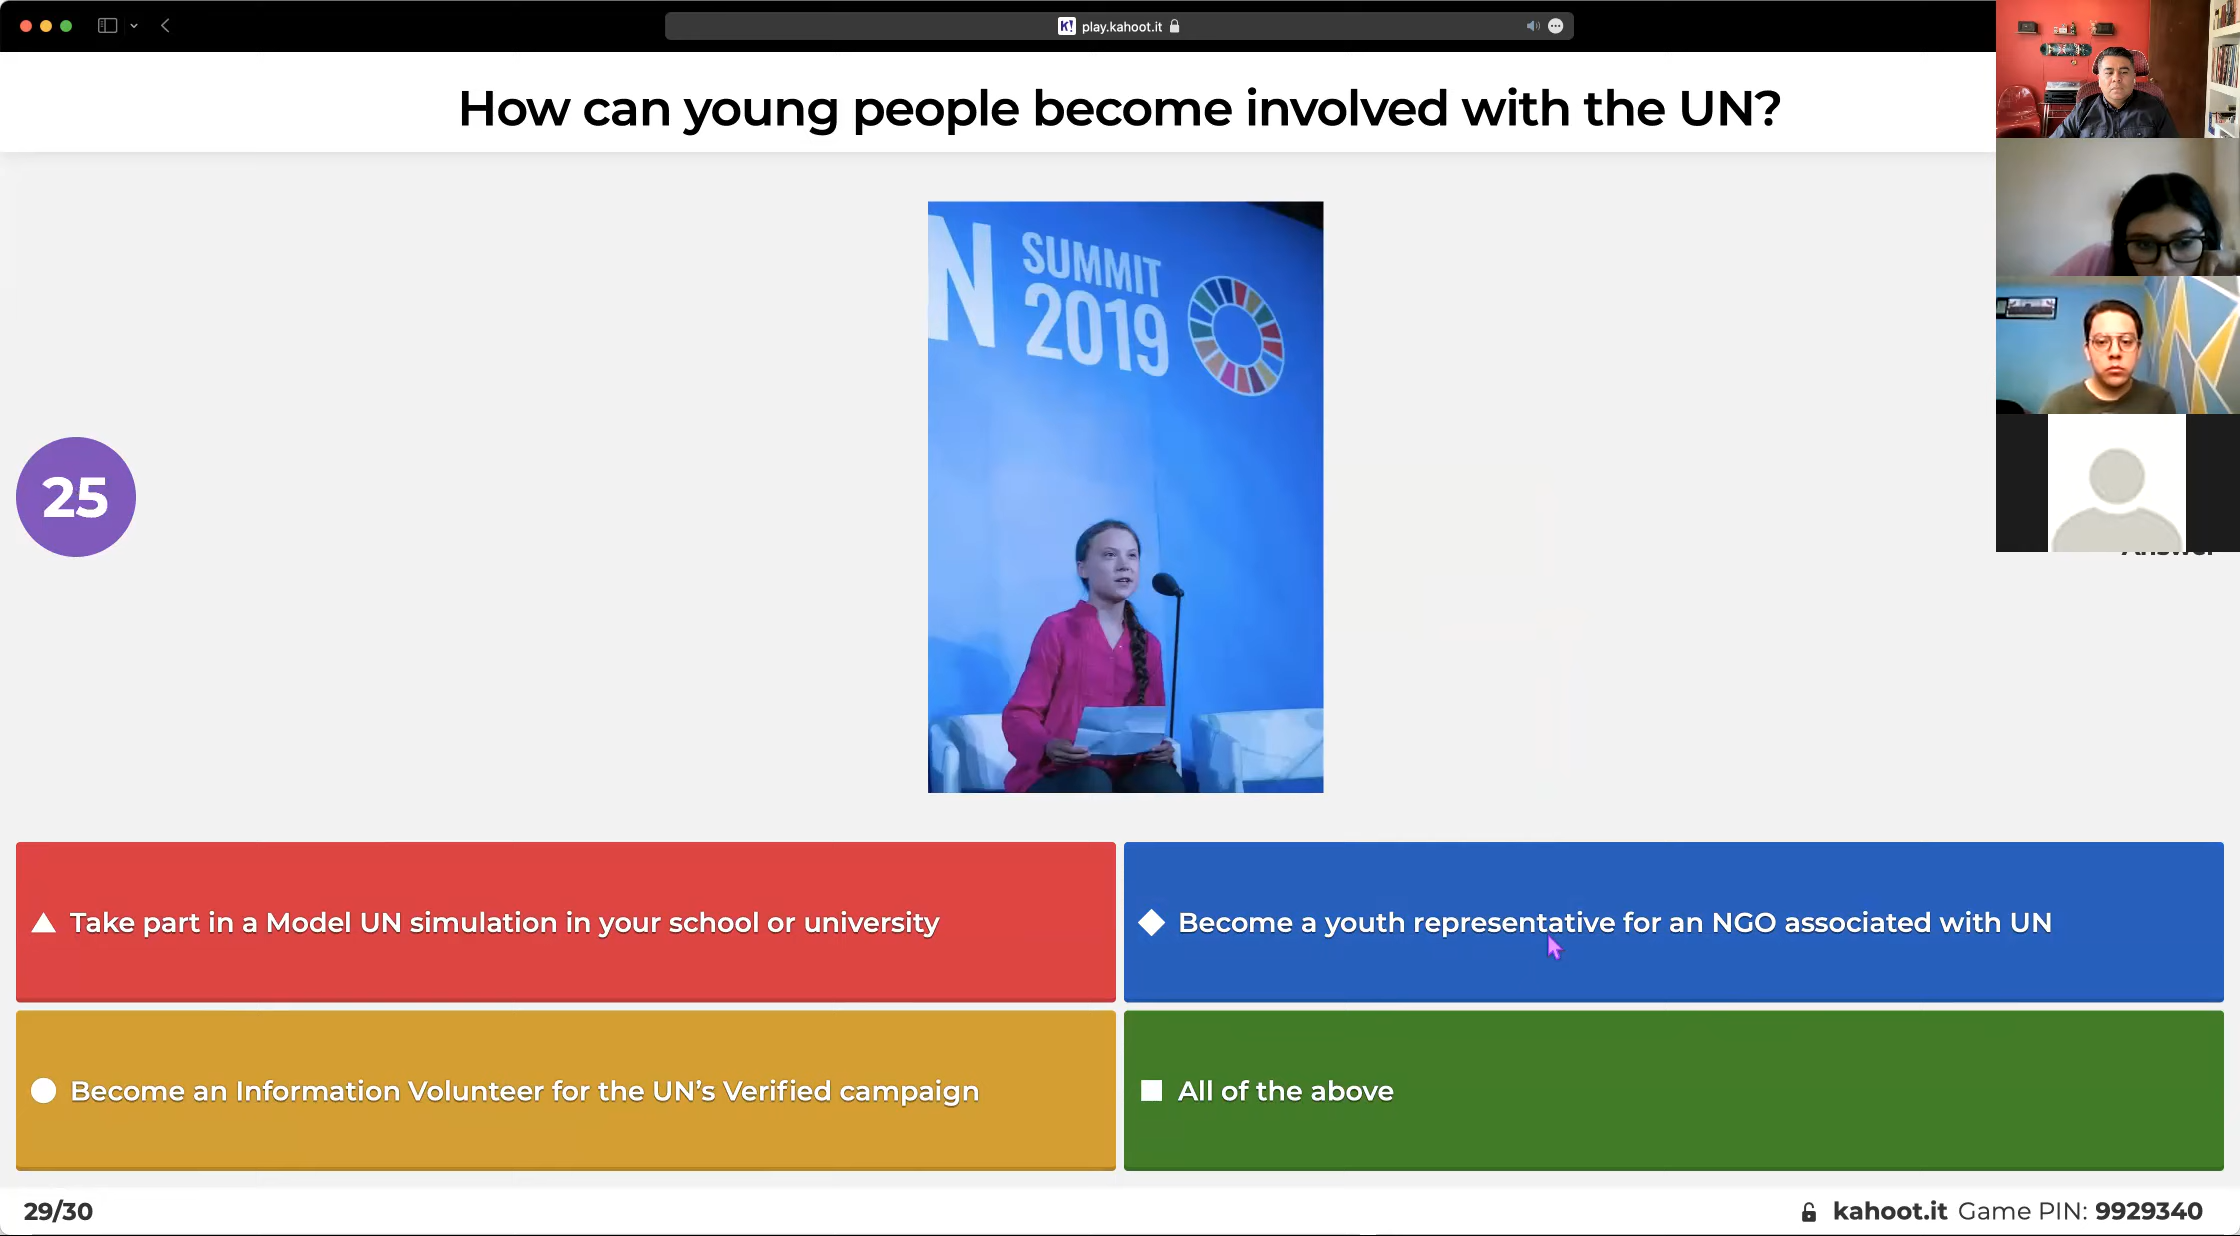 K! play.kahoot.it
How can young people become involved with the UN?
N SUMMIT
2019
25
Take part in a Model UN simulation in your school or university
Become a youth representative for an NGO associated with UN
Become an Information Volunteer for the UN’s Verified campaign
All of the above
29/30
kahoot.it Game PIN: 9929340